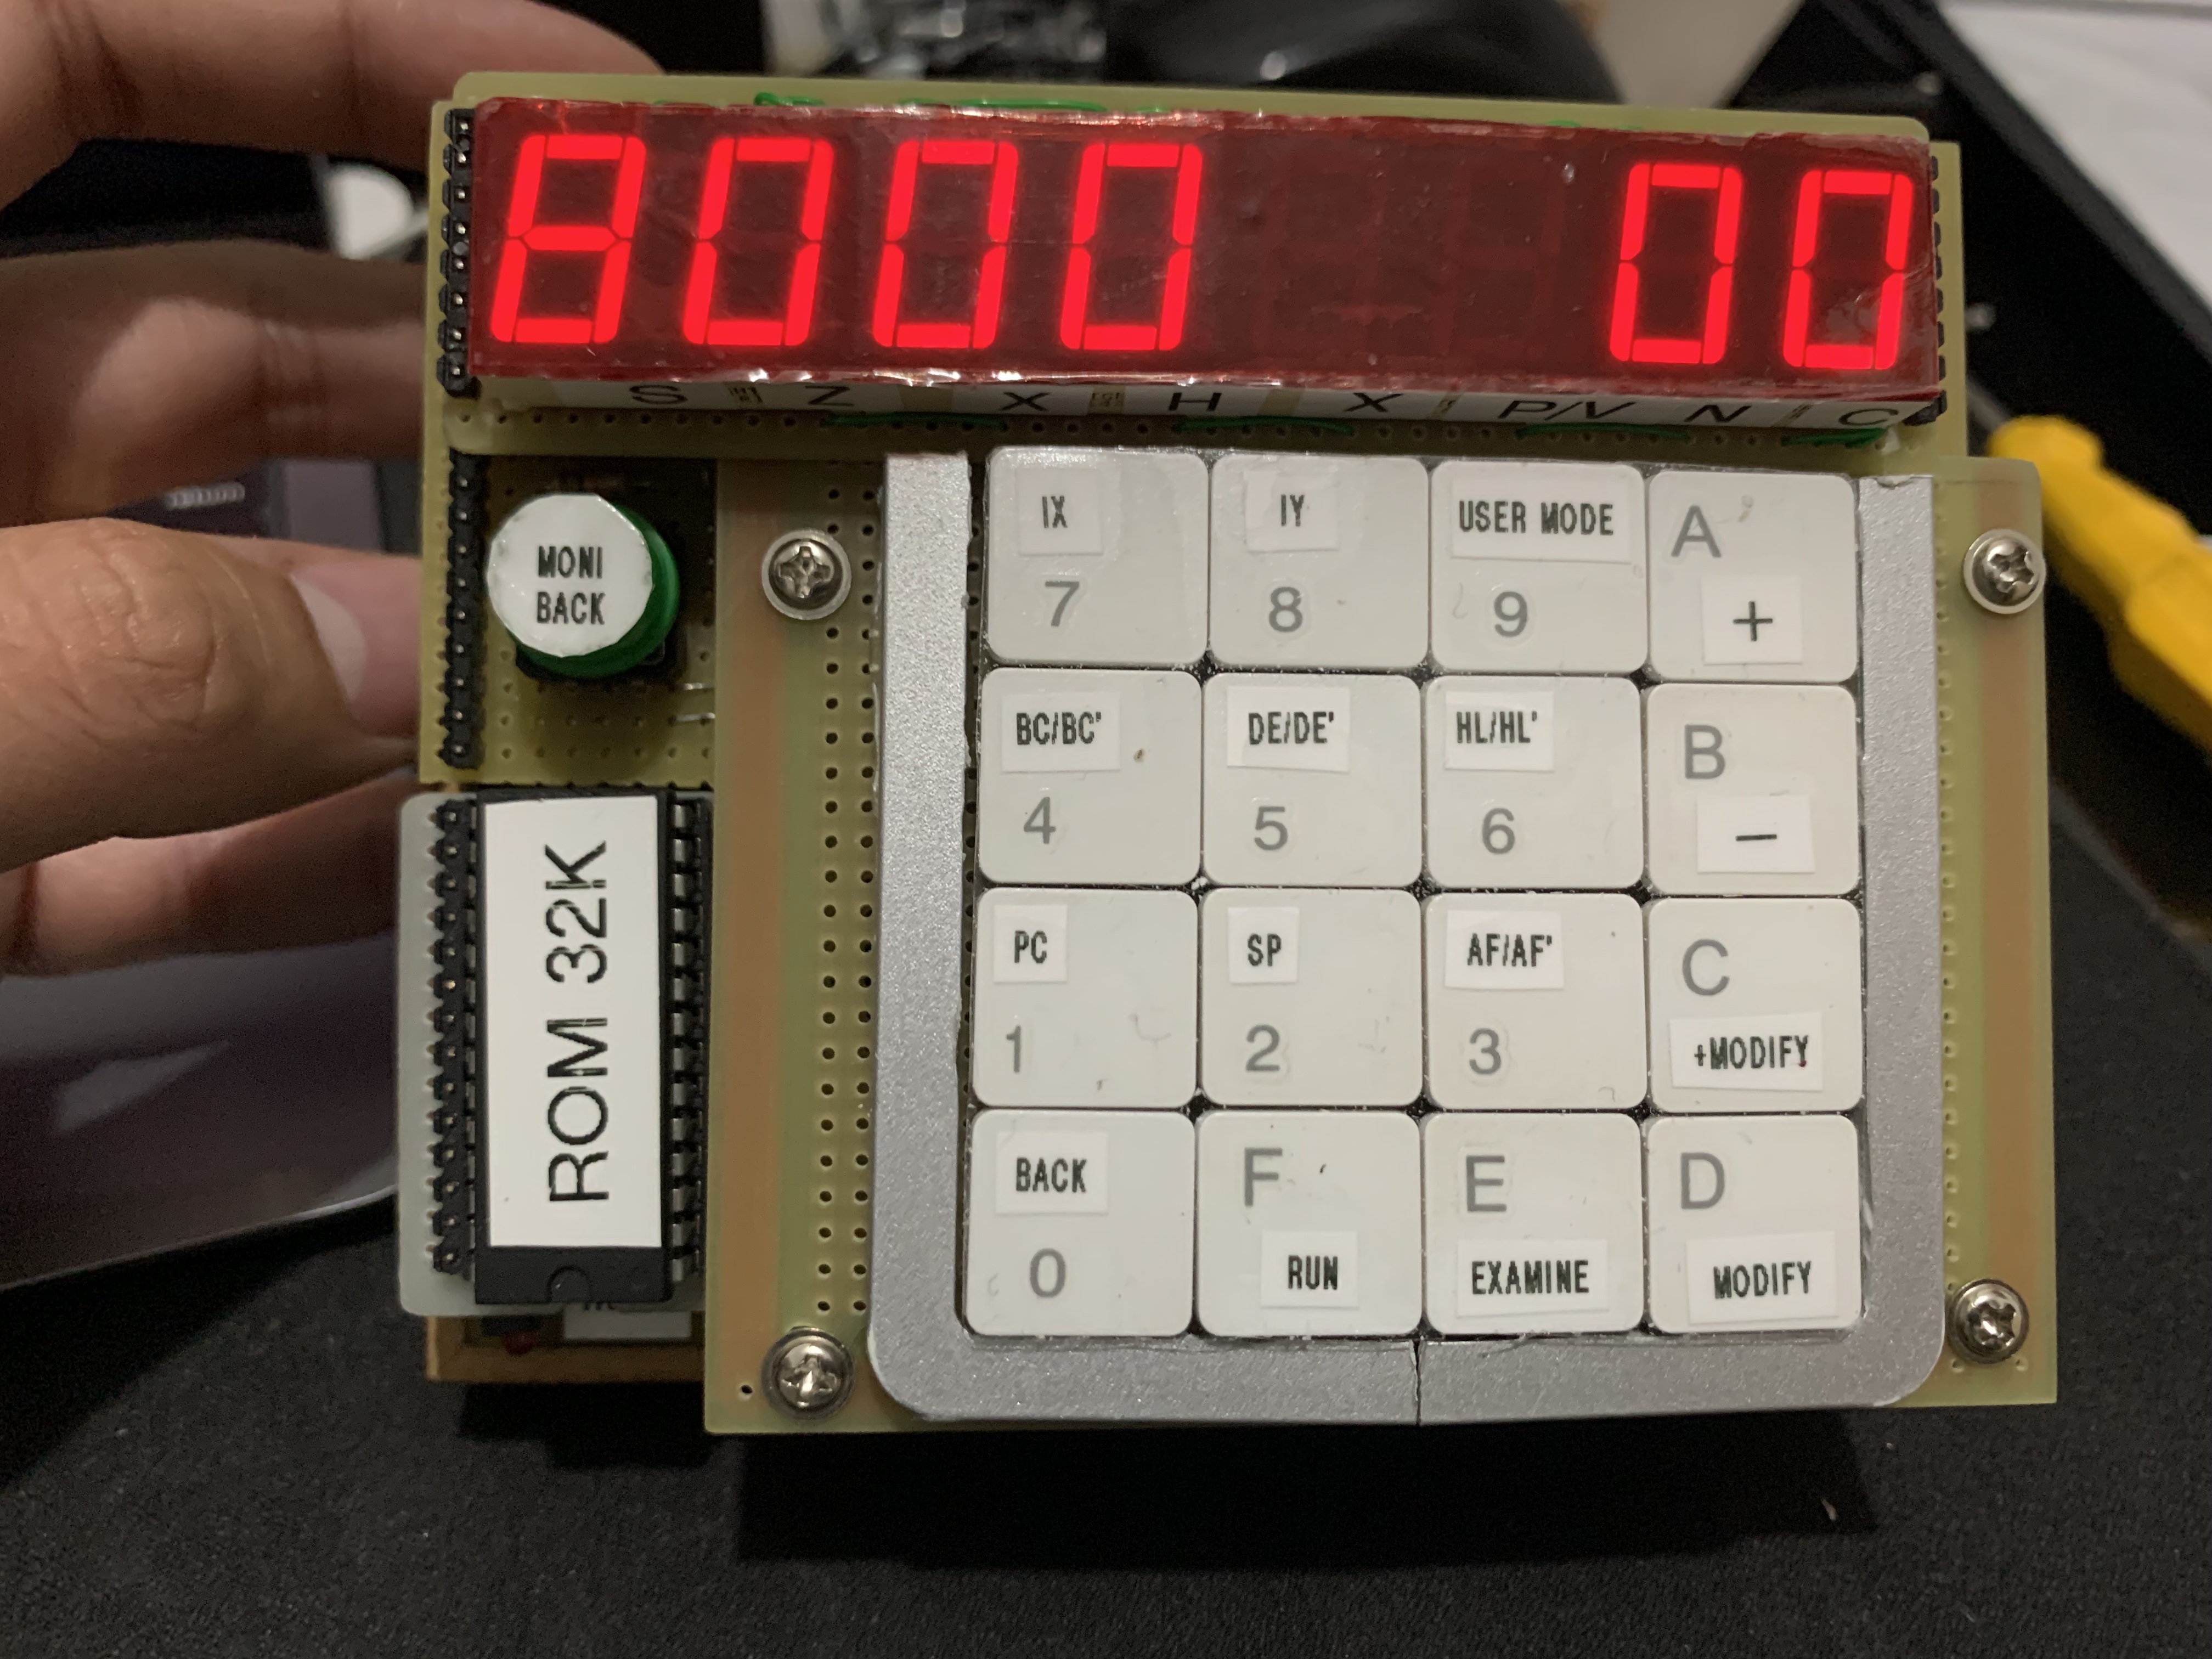 8000 00
S Z X H X P/V N C
MONI
BACK
ROM 32K
IX
7
IY
8
USER MODE
9
A
+
BC/BC'
4
DE/DE'
5
HL/HL'
6
B
−
PC
1
SP
2
AF/AF'
3
C
+MODIFY
BACK
0
F
RUN
E
EXAMINE
D
MODIFY